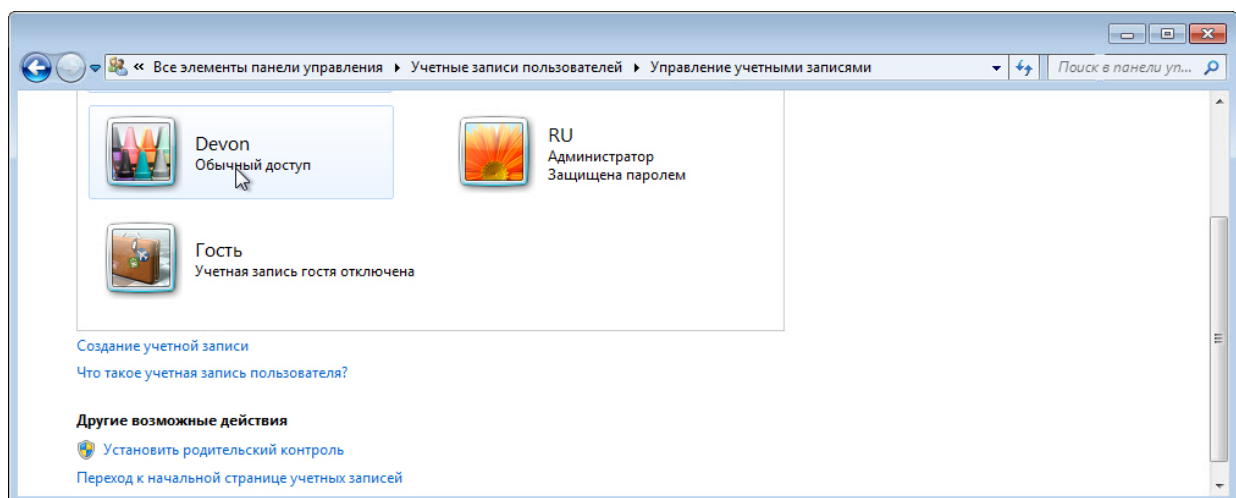 « Все элементы панели управления ▸ Учетные записи пользователей ▸ Управление учетными записями
Поиск в панели уп...
Devon
Обычный доступ
RU
Администратор
Защищена паролем
Гость
Учетная запись гостя отключена
Создание учетной записи
Что такое учетная запись пользователя?
Другие возможные действия
Установить родительский контроль
Переход к начальной странице учетных записей